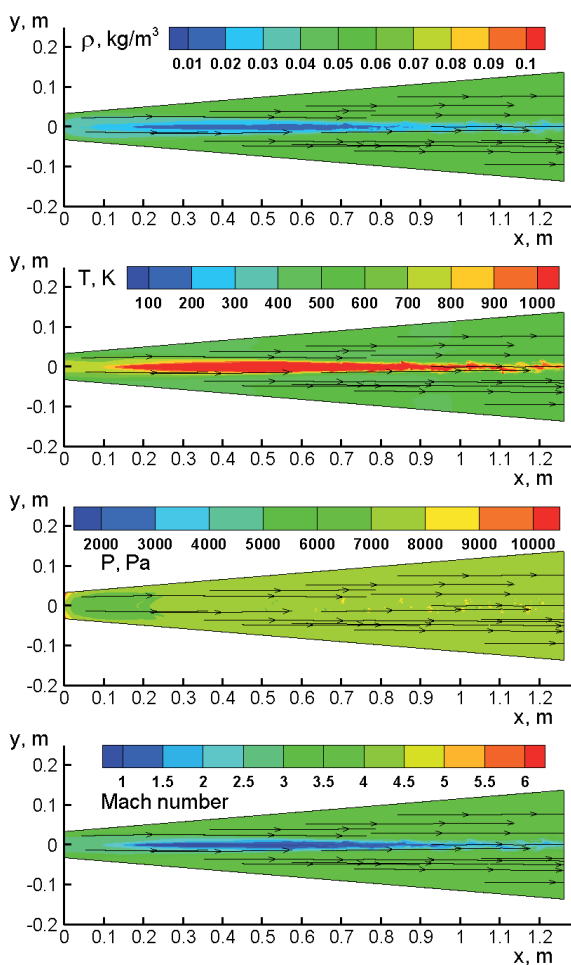 y, m
ρ, kg/m³
0.01 0.02 0.03 0.04 0.05 0.06 0.07 0.08 0.09 0.1
0.2
0.1
0
-0.1
-0.2
0 0.1 0.2 0.3 0.4 0.5 0.6 0.7 0.8 0.9 1 1.1 1.2
x, m
y, m
T, K
100 200 300 400 500 600 700 800 900 1000
0.2
0.1
0
-0.1
-0.2
0 0.1 0.2 0.3 0.4 0.5 0.6 0.7 0.8 0.9 1 1.1 1.2
x, m
y, m
2000 3000 4000 5000 6000 7000 8000 9000 10000
P, Pa
0.2
0.1
0
-0.1
-0.2
0 0.1 0.2 0.3 0.4 0.5 0.6 0.7 0.8 0.9 1 1.1 1.2
x, m
y, m
1 1.5 2 2.5 3 3.5 4 4.5 5 5.5 6
Mach number
0.2
0.1
0
-0.1
-0.2
0 0.1 0.2 0.3 0.4 0.5 0.6 0.7 0.8 0.9 1 1.1 1.2
x, m